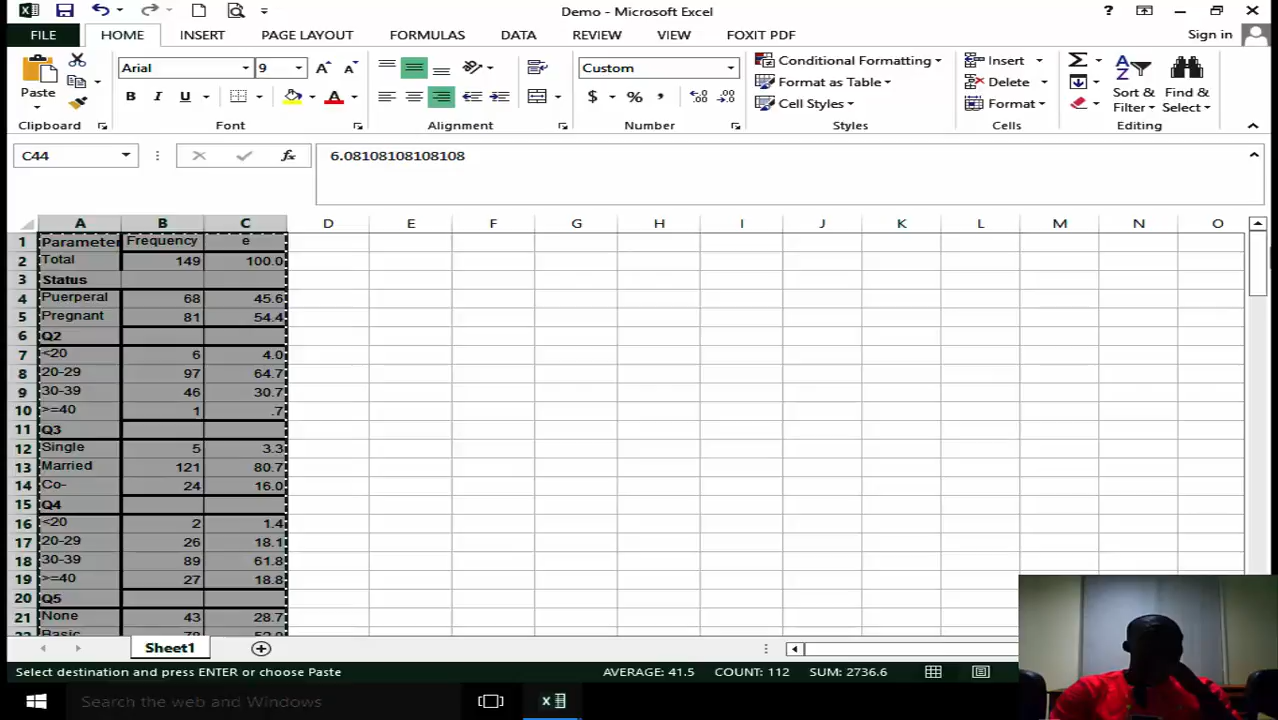 Demo - Microsoft Excel
?
FILE HOME INSERT PAGE LAYOUT FORMULAS DATA REVIEW VIEW FOXIT PDF Sign in
Arial 9 Custom Conditional Formatting Insert
Format as Table Delete
Paste B I U A $ % , Cell Styles Format Sort & Filter Find & Select
Clipboard Font Alignment Number Styles Cells Editing
C44 fx 6.08108108108108
A B C D E F G H I J K L M N O
1 Parameter Frequency e
2 Total 149 100.0
3 Status
4 Puerperal 68 45.6
5 Pregnant 81 54.4
6 Q2
7 <20 6 4.0
8 20-29 97 64.7
9 30-39 46 30.7
10 >=40 1 .7
11 Q3
12 Single 5 3.3
13 Married 121 80.7
14 Co- 24 16.0
15 Q4
16 <20 2 1.4
17 20-29 26 18.1
18 30-39 89 61.8
19 >=40 27 18.8
20 Q5
21 None 43 28.7
Basic
Sheet1
Select destination and press ENTER or choose Paste AVERAGE: 41.5 COUNT: 112 SUM: 2736.6
Search the web and Windows